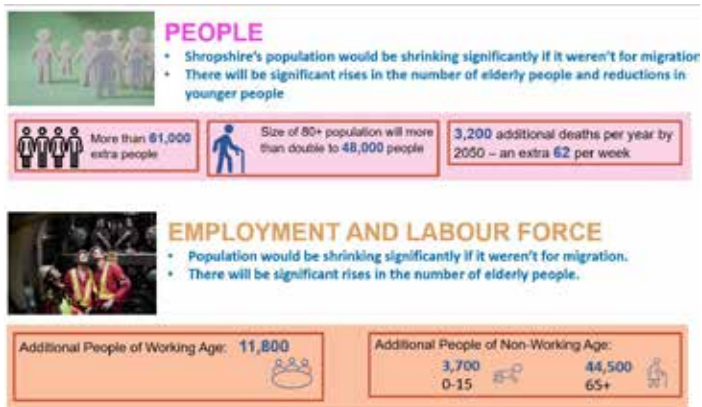 PEOPLE
• Shropshire's population would be shrinking significantly if it weren't for migration
• There will be significant rises in the number of elderly people and reductions in
younger people
More than 61,000
extra people
Size of 80+ population will more
than double to 48,000 people
3,200 additional deaths per year by
2050 – an extra 62 per week
EMPLOYMENT AND LABOUR FORCE
• Population would be shrinking significantly if it weren't for migration.
• There will be significant rises in the number of elderly people.
Additional People of Working Age: 11,800
Additional People of Non-Working Age:
3,700 44,500
0-15 65+